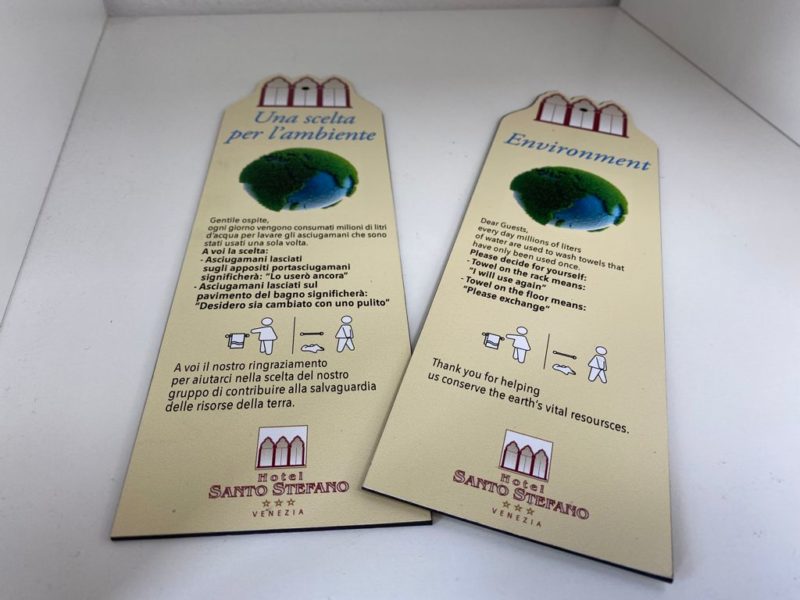 Una scelta
per l'ambiente
Gentile ospite,
ogni giorno vengono consumati milioni di litri
d'acqua per lavare gli asciugamani che sono
stati usati una sola volta.
A voi la scelta:
- Asciugamani lasciati
sugli appositi portasciugamani
significherà: "Lo userò ancora"
- Asciugamani lasciati sul
pavimento del bagno significherà:
"Desidero sia cambiato con uno pulito"
A voi il nostro ringraziamento
per aiutarci nella scelta del nostro
gruppo di contribuire alla salvaguardia
delle risorse della terra.
Hotel
SANTO STEFANO
VENEZIA
Environment
Dear Guests,
every day millions of liters
of water are used to wash towels that
have only been used once.
Please decide for yourself:
- Towel on the rack means:
"I will use again"
- Towel on the floor means:
"Please exchange"
Thank you for helping
us conserve the earth's vital resoursces.
Hotel
SANTO STEFANO
VENEZIA